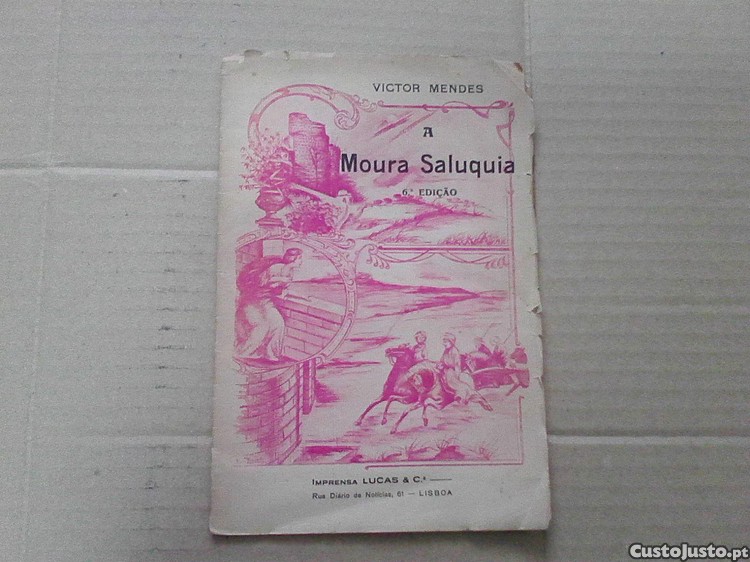 VICTOR MENDES
A
Moura Saluquia
6.ª EDIÇÃO
IMPRENSA LUCAS & C.ª
Rua Diário de Notícias, 61 — LISBOA
CustoJusto.pt